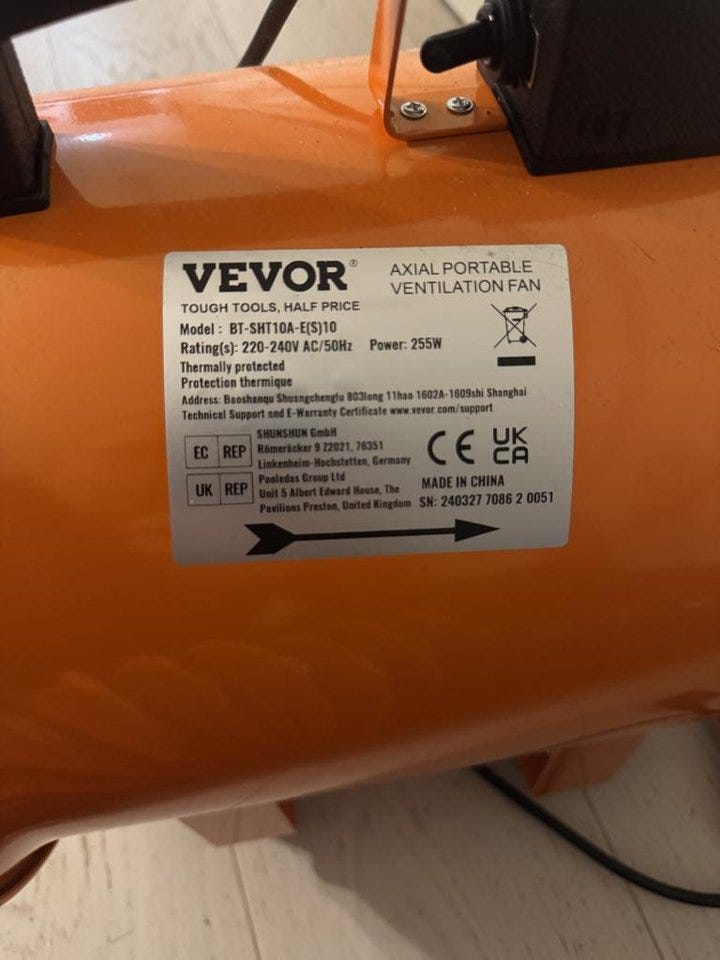 VEVOR®
TOUGH TOOLS, HALF PRICE
AXIAL PORTABLE
VENTILATION FAN
Model : BT-SHT10A-E(S)10
Rating(s): 220-240V AC/50Hz Power: 255W
Thermally protected
Protection thermique
Address: Baoshanqu Shuangchenglu 803long 11hao 1602A-1609shi Shanghai
Technical Support and E-Warranty Certificate www.vevor.com/support
EC REP
SHUNSHUN GmbH
Römeräcker 9 Z2021, 76351
Linkenheim-Hochstetten, Germany
UK REP
Pooledas Group Ltd
Unit 5 Albert Edward House, The
Pavilions Preston, United Kingdom
CE UK
CA
MADE IN CHINA
SN: 240327 7086 2 0051